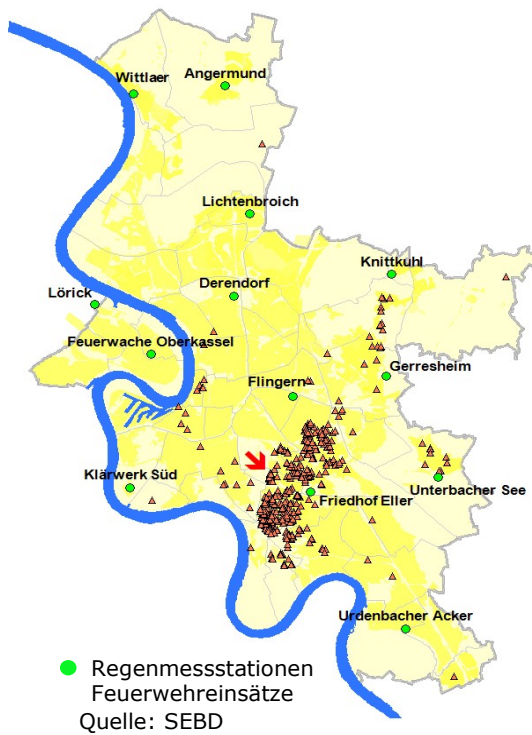 Angermund
Wittlaer
Lichtenbroich
Knittkuhl
Derendorf
Lörick
Feuerwache Oberkassel
Gerresheim
Flingern
Klärwerk Süd
Unterbacher See
Friedhof Eller
Urdenbacher Acker
Regenmessstationen
Feuerwehreinsätze
Quelle: SEBD